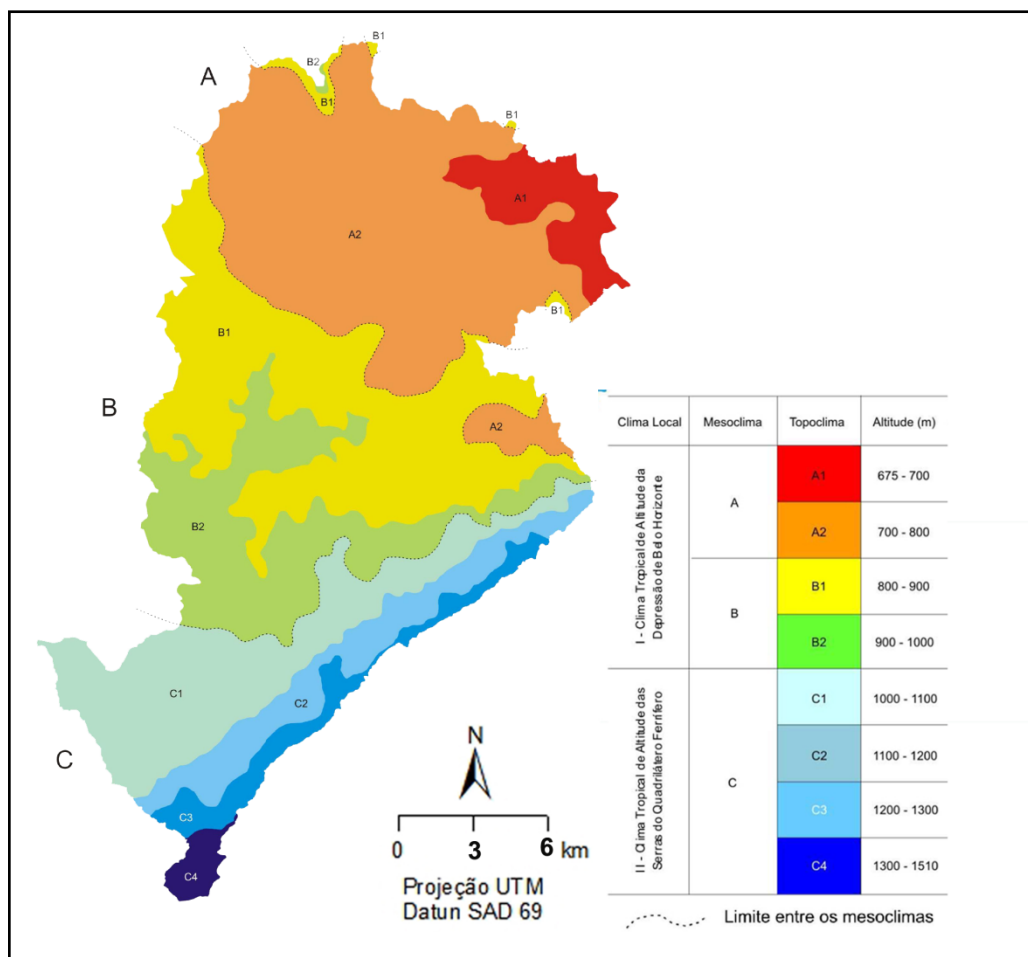 B1
B2
A
B1
B1
A1
A2
B1
B1
B
A2
B2
C1
C2
C
C3
C4
N
0 3 6 km
Projeção UTM
Datun SAD 69
Clima Local Mesoclima Topoclima Altitude (m)
I - Clima Tropical de Altitude da
Depressão de Belo Horizonte
A
A1 675 - 700
A2 700 - 800
B
B1 800 - 900
B2 900 - 1000
II - Clima Tropical de Altitude das
Serras do Quadrilátero Ferrífero
C
C1 1000 - 1100
C2 1100 - 1200
C3 1200 - 1300
C4 1300 - 1510
Limite entre os mesoclimas